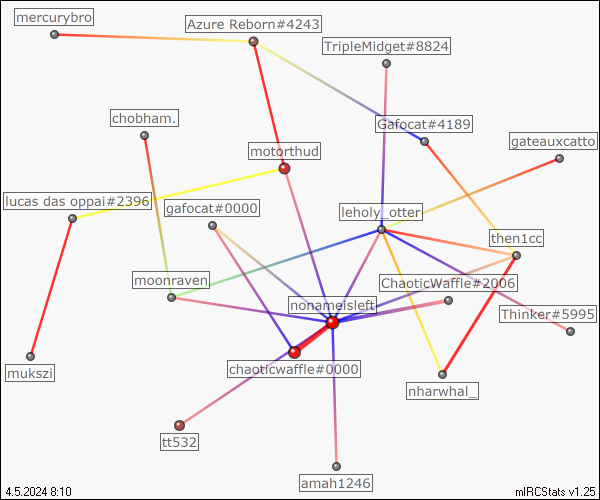 mercurybro
Azure Reborn#4243
TripleMidget#8824
chobham.
Gafocat#4189
gateauxcatto
motorthud
lucas das oppai#2396
gafocat#0000
leholy_otter
then1cc
moonraven
ChaoticWaffle#2006
nonameisleft
Thinker#5995
mukszi
chaoticwaffle#0000
nharwhal_
tt532
amah1246
4.5.2024 8:10
mIRCStats v1.25